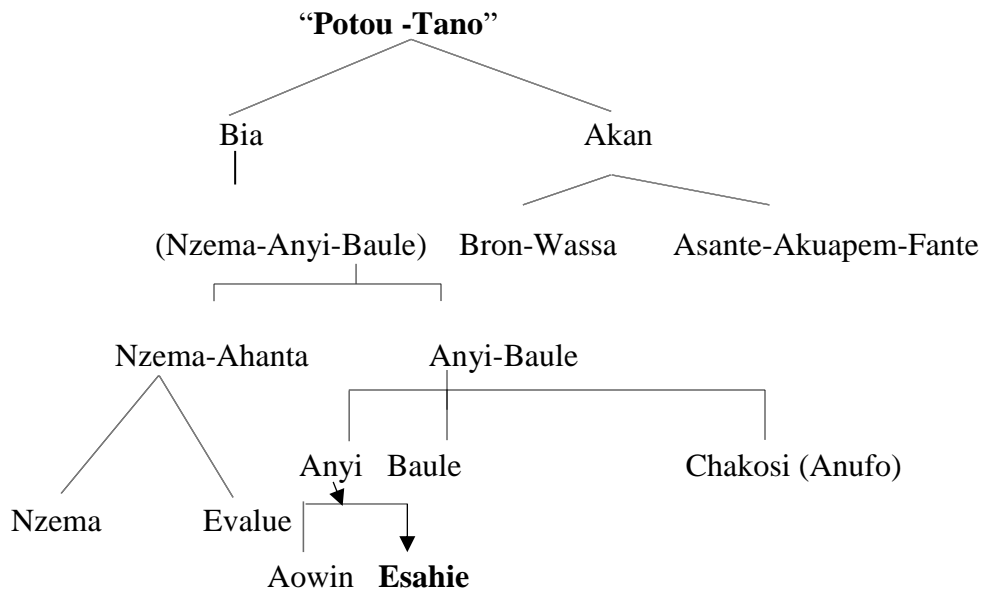 “Potou -Tano”
Bia Akan
(Nzema-Anyi-Baule) Bron-Wassa Asante-Akuapem-Fante
Nzema-Ahanta Anyi-Baule
Anyi Baule Chakosi (Anufo)
Nzema Evalue
Aowin Esahie